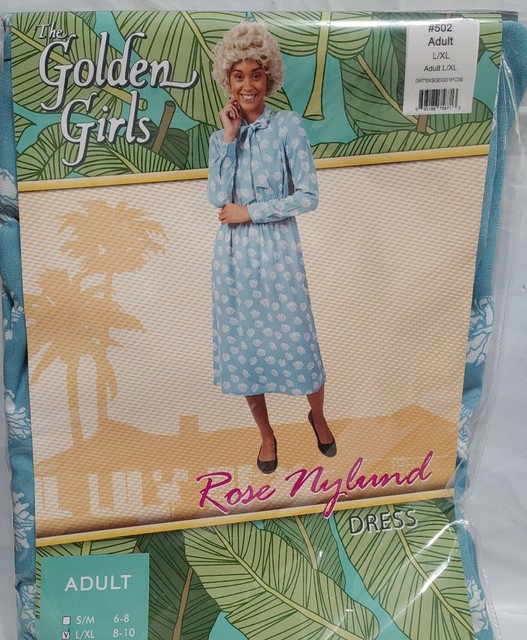 The
Golden
Girls
#502
Adult
L/XL
Adult L/XL
Rose Nylund
DRESS
ADULT
S/M 6-8
L/XL 8-10